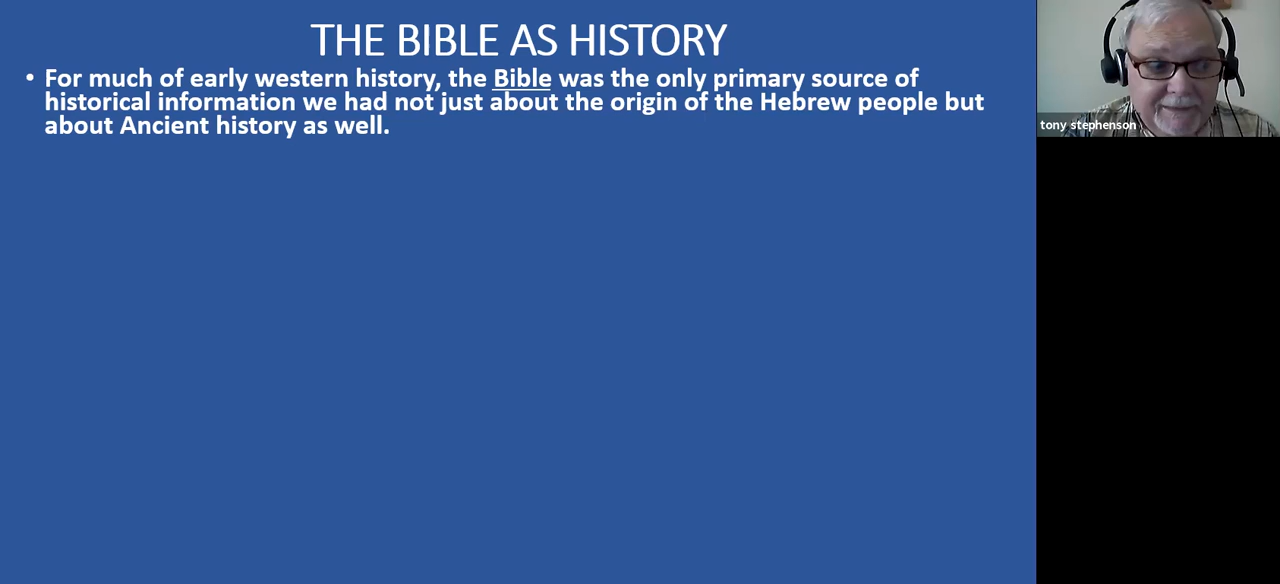 THE BIBLE AS HISTORY
• For much of early western history, the Bible was the only primary source of
historical information we had not just about the origin of the Hebrew people but
about Ancient history as well.
tony stephenson